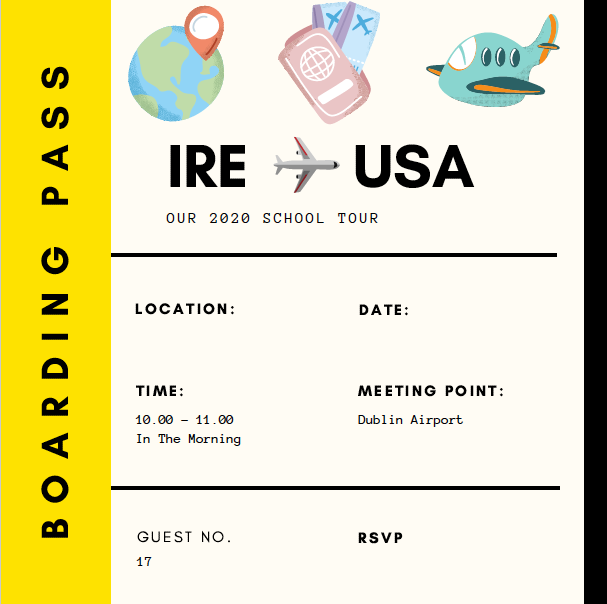 BOARDING PASS
IRE USA
OUR 2020 SCHOOL TOUR
LOCATION:
DATE:
TIME:
10.00 – 11.00
In The Morning
MEETING POINT:
Dublin Airport
GUEST NO.
17
RSVP